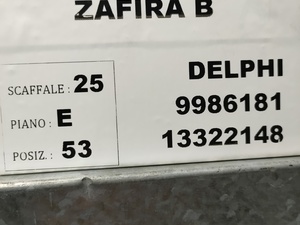 ZAFIRA B
SCAFFALE : 25
PIANO : E
POSIZ. : 53
DELPHI
9986181
13322148